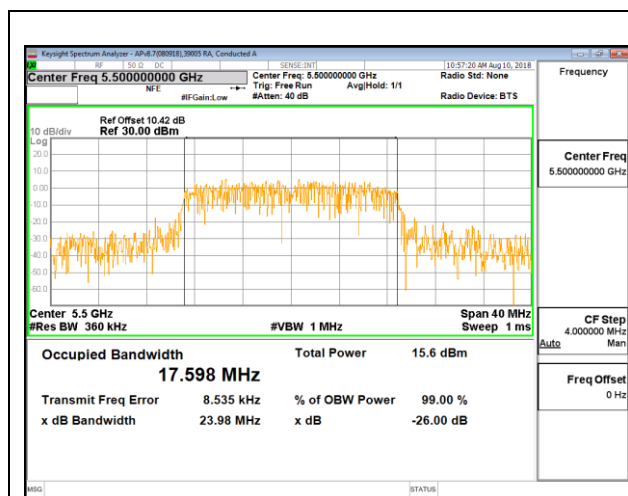 Keysight Spectrum Analyzer - APv8.7(080918),39005 RA, Conducted A
RF 50 Ω DC SENSE:INT 10:57:20 AM Aug 10, 2018
Center Freq 5.500000000 GHz Center Freq: 5.500000000 GHz Radio Std: None
NFE Trig: Free Run Avg|Hold: 1/1
#IFGain:Low #Atten: 40 dB Radio Device: BTS
Frequency
Ref Offset 10.42 dB
10 dB/div Ref 30.00 dBm
Log
20.0
10.0
0.00
-10.0
-20.0
-30.0
-40.0
-50.0
-60.0
Center 5.5 GHz Span 40 MHz
#Res BW 360 kHz #VBW 1 MHz Sweep 1 ms
Occupied Bandwidth Total Power 15.6 dBm
17.598 MHz
Transmit Freq Error 8.535 kHz % of OBW Power 99.00 %
x dB Bandwidth 23.98 MHz x dB -26.00 dB
Center Freq
5.500000000 GHz
CF Step
4.000000 MHz
Auto Man
Freq Offset
0 Hz
MSG STATUS